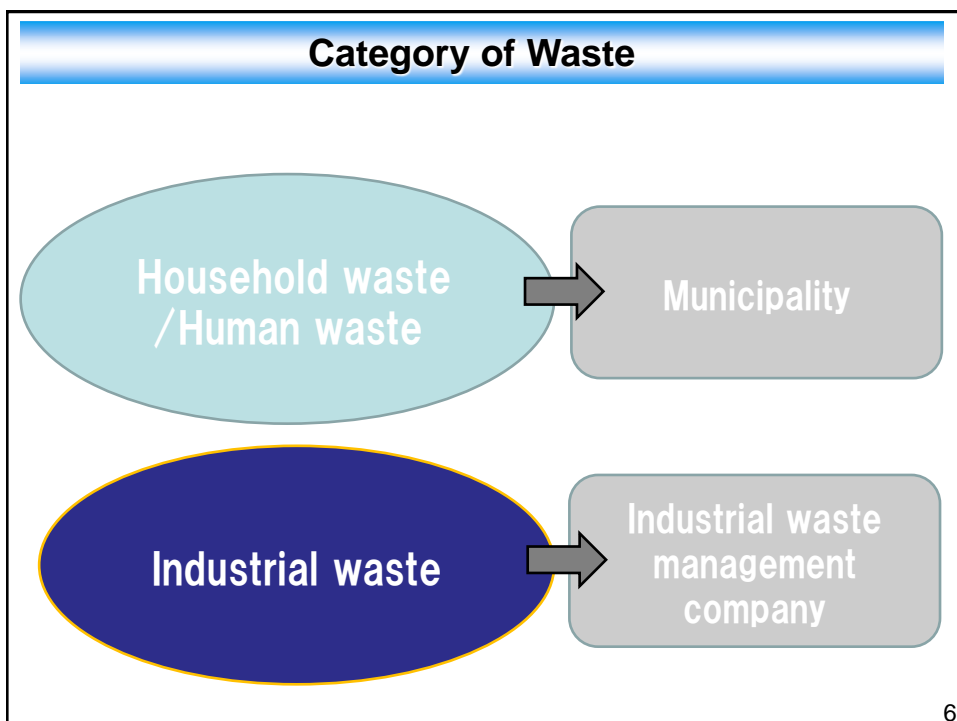 Category of Waste
Household waste
/Human waste
Municipality
Industrial waste
Industrial waste
management
company
6